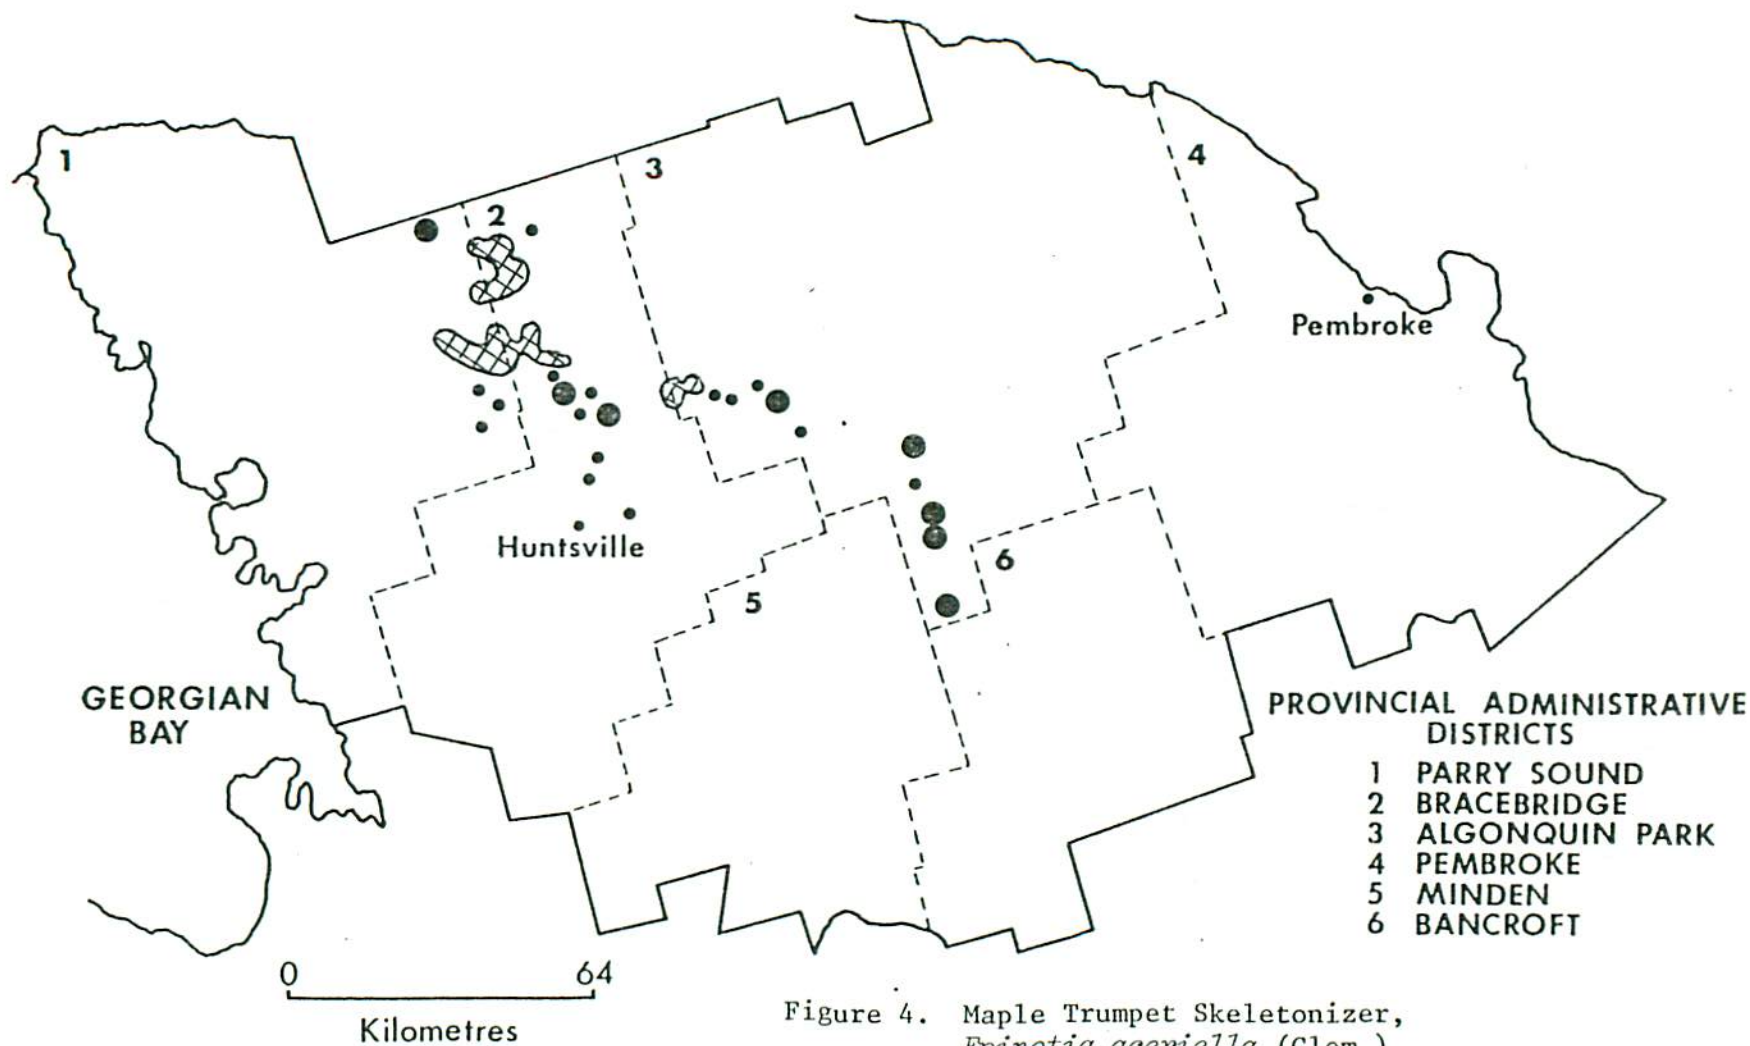 1
2
3
4
Pembroke
Huntsville
5
6
GEORGIAN
BAY
PROVINCIAL ADMINISTRATIVE
DISTRICTS
1 PARRY SOUND
2 BRACEBRIDGE
3 ALGONQUIN PARK
4 PEMBROKE
5 MINDEN
6 BANCROFT
0 64
Kilometres
Figure 4. Maple Trumpet Skeletonizer,